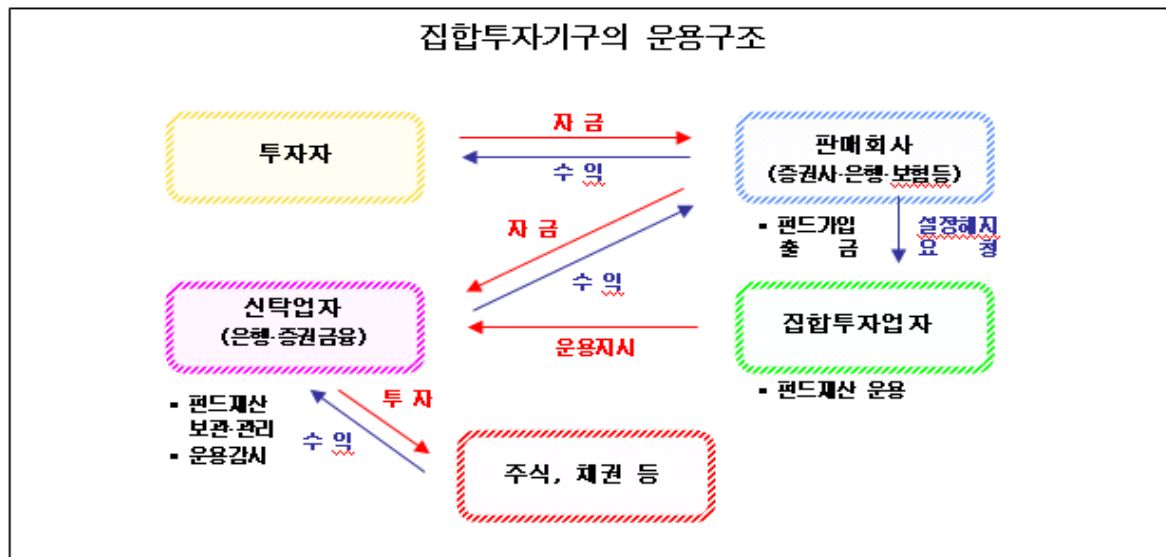 집합투자기구의 운용구조
투자자
자 금
수 익
판매회사
(증권사·은행·보험등)
▪ 펀드가입
출 금
설정해지
요 청
자 금
수 익
신탁업자
(은행·증권금융)
운용지시
집합투자업자
▪ 펀드재산 운용
▪ 펀드재산
보관·관리
▪ 운용감시
투 자
수 익
주식, 채권 등